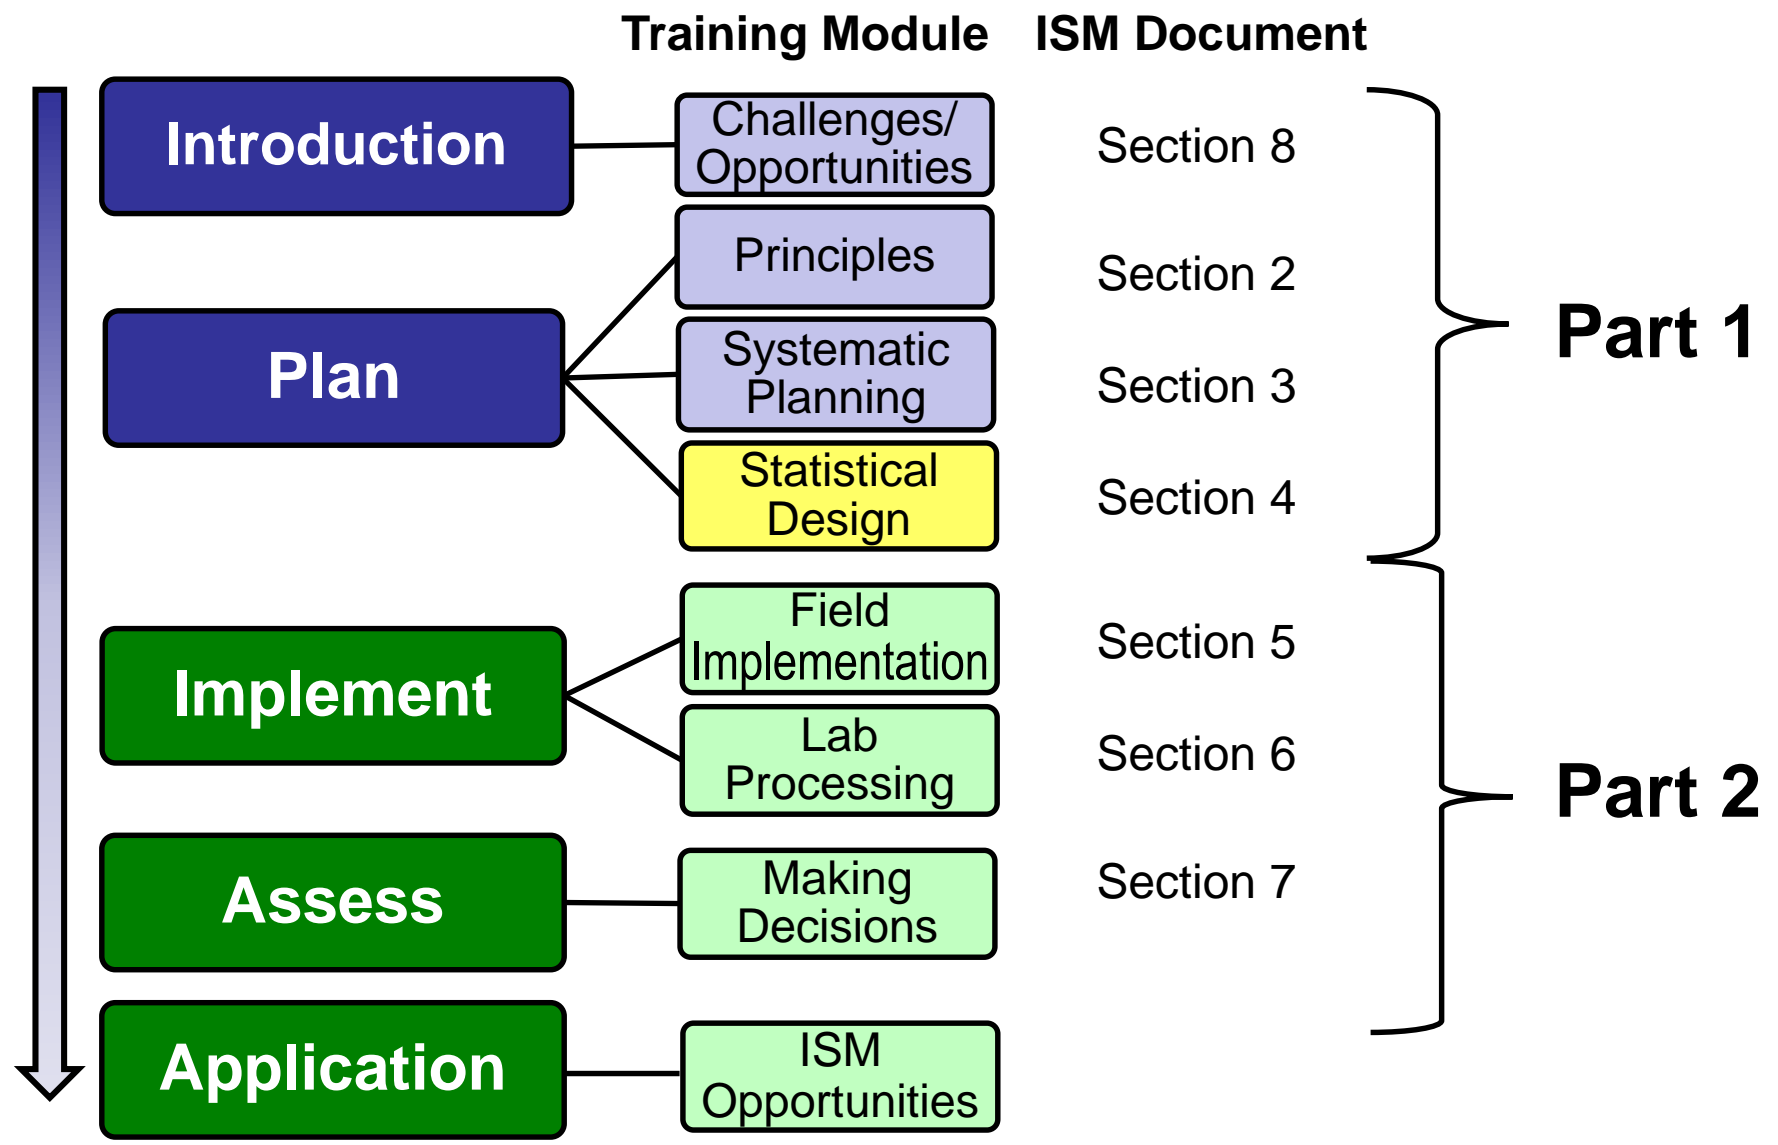 Training Module ISM Document
Introduction
Challenges/
Opportunities
Section 8
Plan
Principles
Section 2
Systematic
Planning
Section 3
Statistical
Design
Section 4
Part 1
Implement
Field
Implementation
Section 5
Lab
Processing
Section 6
Assess
Making
Decisions
Section 7
Application
ISM
Opportunities
Part 2